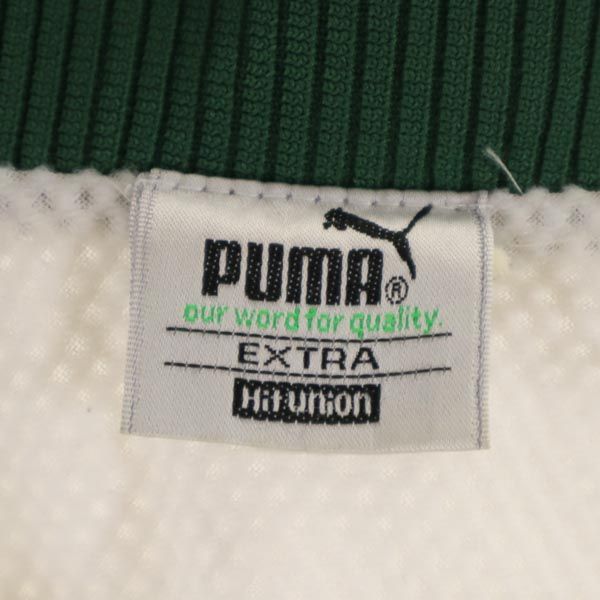 PUMA®
our word for quality.
EXTRA
Hit union